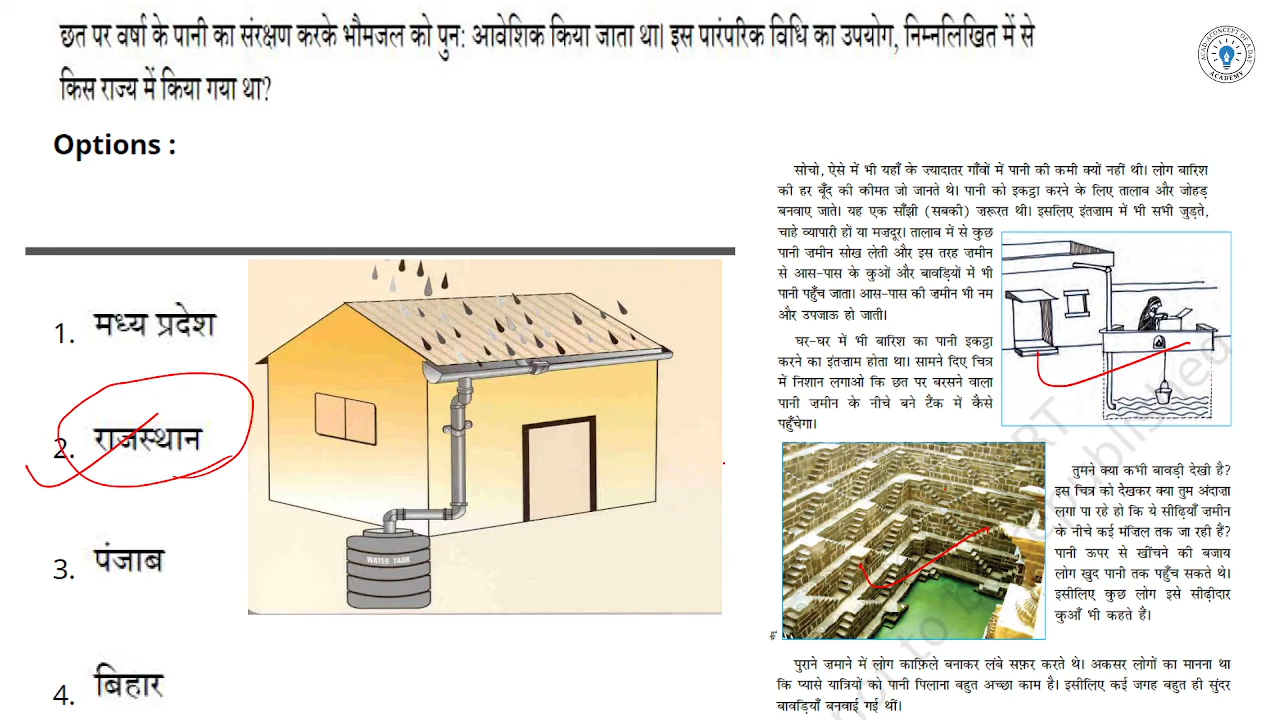 छत पर वर्षा के पानी का संरक्षण करके भौमजल को पुन: आवेशिक किया जाता था। इस पारंपरिक विधि का उपयोग, निम्नलिखित में से
किस राज्य में किया गया था?
ACADEMY
Options :
1. मध्य प्रदेश
2. राजस्थान
3. पंजाब
4. बिहार
WATER TANK
सोचो, ऐसे में भी यहाँ के ज्यादातर गाँवों में पानी की कमी क्यों नहीं थी। लोग बारिश
की हर बूँद की कीमत जो जानते थे। पानी को इकट्ठा करने के लिए तालाब और जोहड़
बनवाए जाते। यह एक साँझी (सबकी) ज़रूरत थी। इसलिए इंतजाम में भी सभी जुड़ते,
चाहे व्यापारी हों या मज़दूर। तालाब में से कुछ
पानी ज़मीन सोख लेती और इस तरह ज़मीन
से आस-पास के कुओं और बावड़ियों में भी
पानी पहुँच जाता। आस-पास की ज़मीन भी नम
और उपजाऊ हो जाती।
घर-घर में भी बारिश का पानी इकट्ठा
करने का इंतजाम होता था। सामने दिए चित्र
में निशान लगाओ कि छत पर बरसने वाला
पानी ज़मीन के नीचे बने टैंक में कैसे
पहुँचेगा।
तुमने क्या कभी बावड़ी देखी है?
इस चित्र को देखकर क्या तुम अंदाजा
लगा पा रहे हो कि ये सीढ़ियाँ ज़मीन
के नीचे कई मंजिल तक जा रही हैं?
पानी ऊपर से खींचने की बजाय
लोग खुद पानी तक पहुँच सकते थे।
इसीलिए कुछ लोग इसे सीढ़ीदार
कुआँ भी कहते हैं।
पुराने ज़माने में लोग काफ़िले बनाकर लंबे सफ़र करते थे। अकसर लोगों का मानना था
कि प्यासे यात्रियों को पानी पिलाना बहुत अच्छा काम है। इसीलिए कई जगह बहुत ही सुंदर
बावड़ियाँ बनवाई गई थीं।